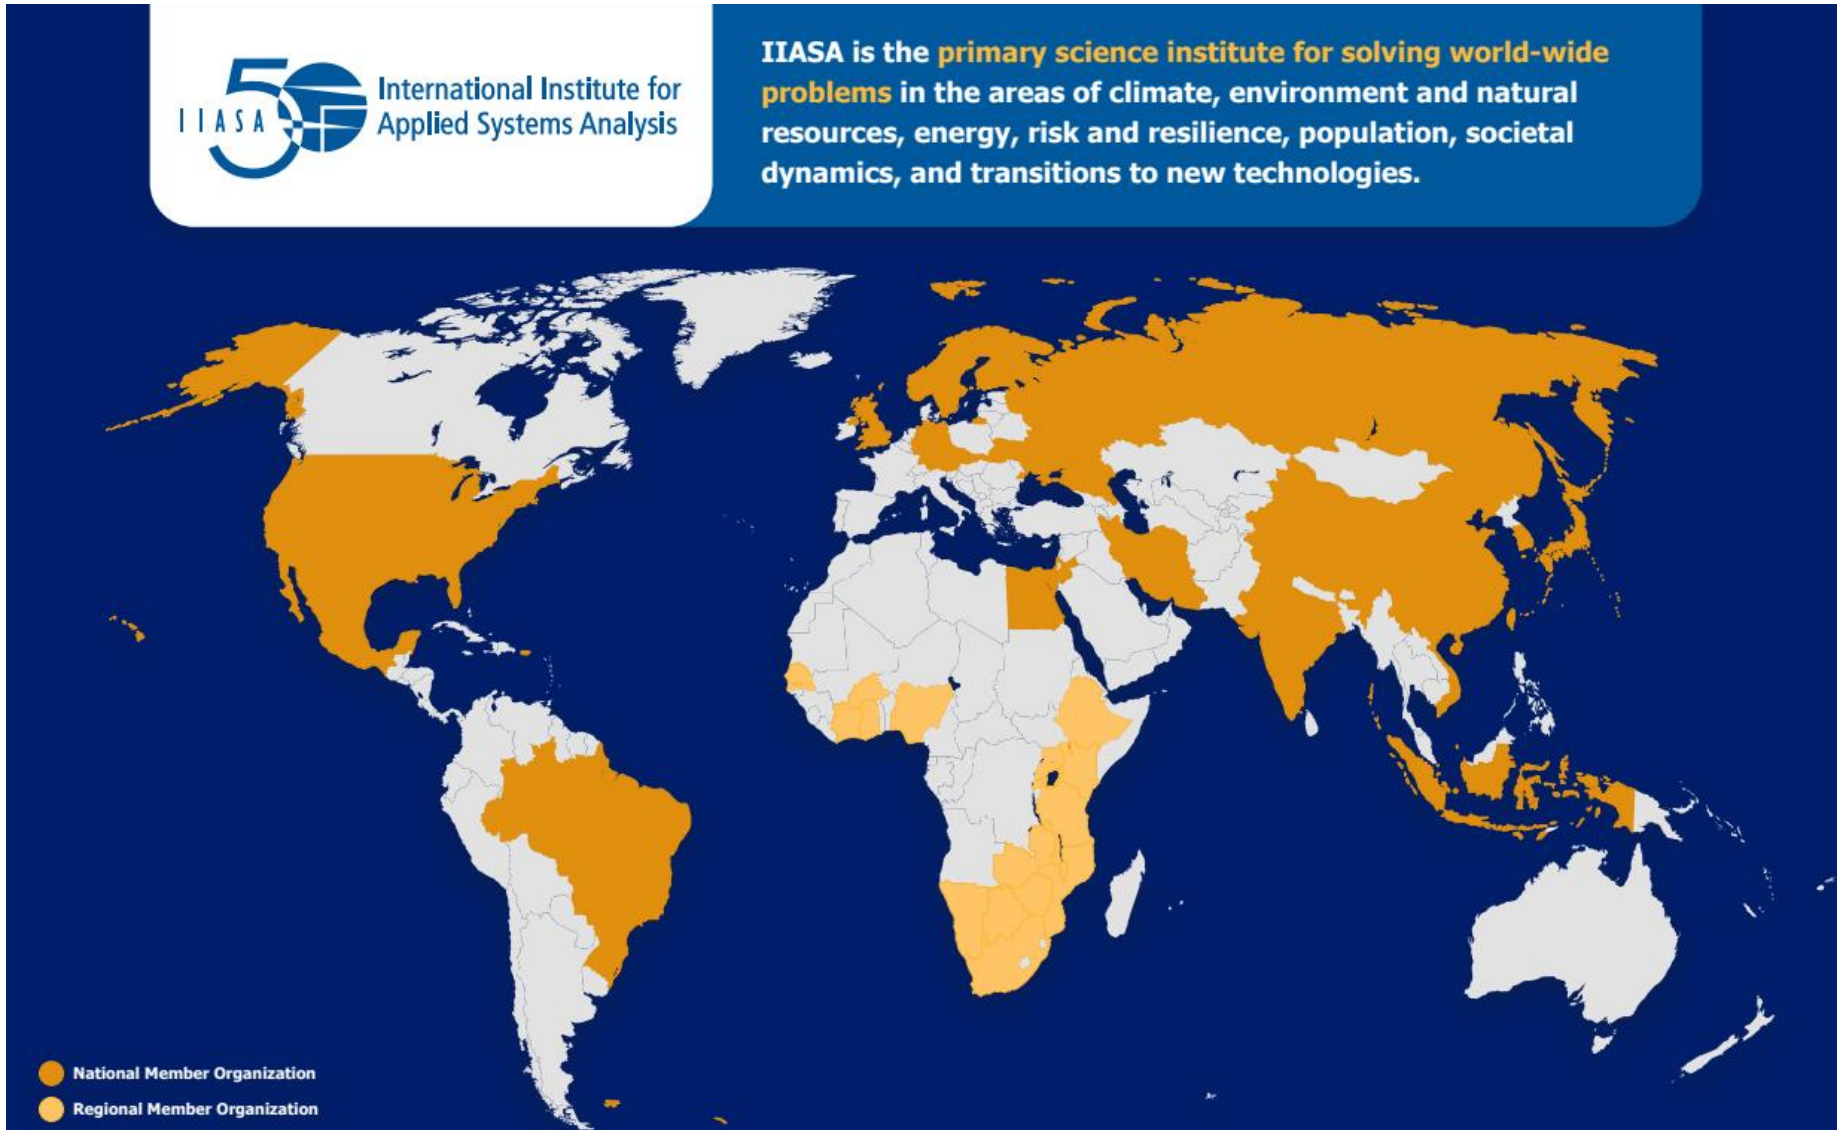 IIASA 50
International Institute for
Applied Systems Analysis
IIASA is the primary science institute for solving world-wide
problems in the areas of climate, environment and natural
resources, energy, risk and resilience, population, societal
dynamics, and transitions to new technologies.
National Member Organization
Regional Member Organization